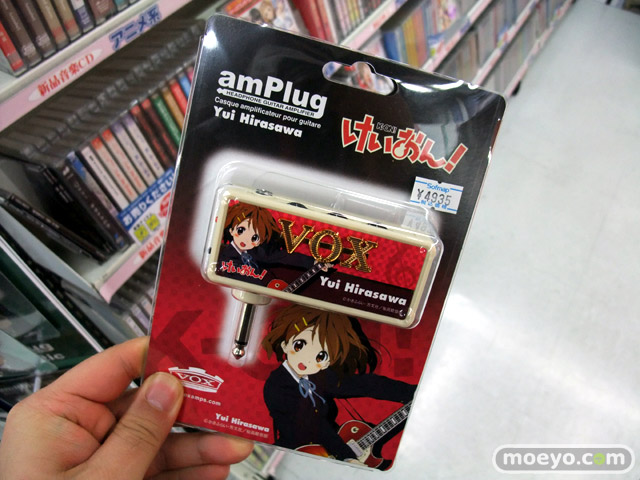 新品音楽CD
アニメ系
amPlug
HEADPHONE GUITAR AMPLIFIER
Casque amplificateur pour guitare
Yui Hirasawa
K-ON!
けいおん!
Sofmap
¥4935
VOX
けいおん!
Yui Hirasawa
VOX
Yui Hirasawa
moeyo.com